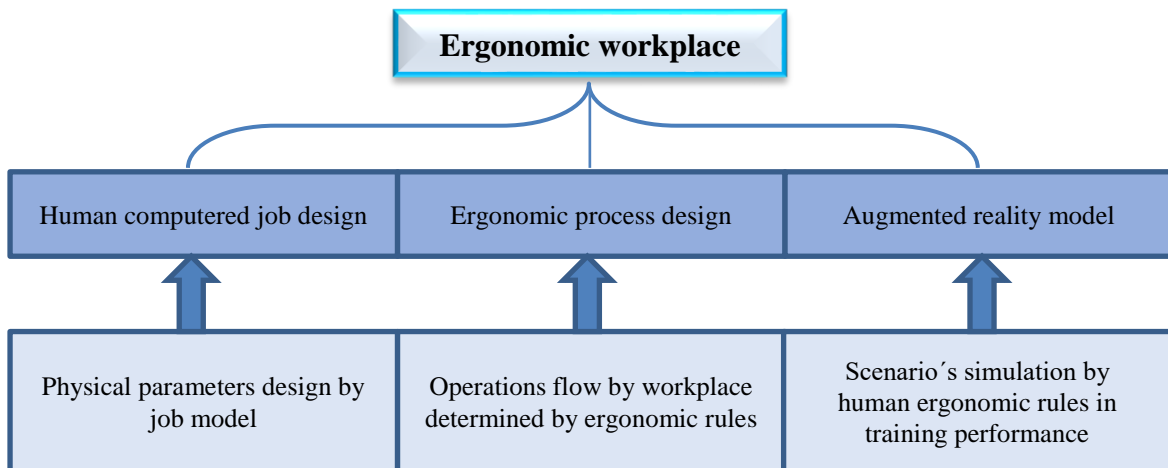 Ergonomic workplace
Human computered job design
Ergonomic process design
Augmented reality model
Physical parameters design by
job model
Operations flow by workplace
determined by ergonomic rules
Scenario´s simulation by
human ergonomic rules in
training performance